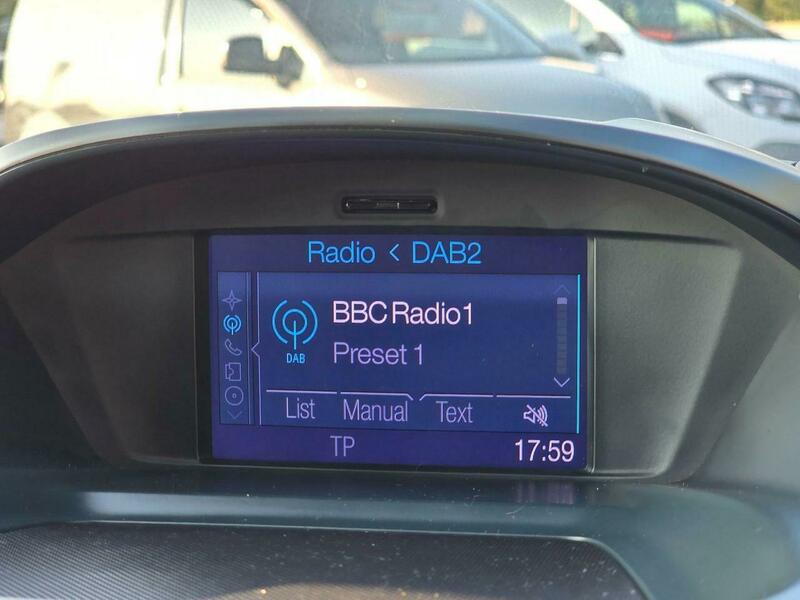 Radio < DAB2
BBC Radio1
DAB
Preset 1
List Manual Text
TP 17:59